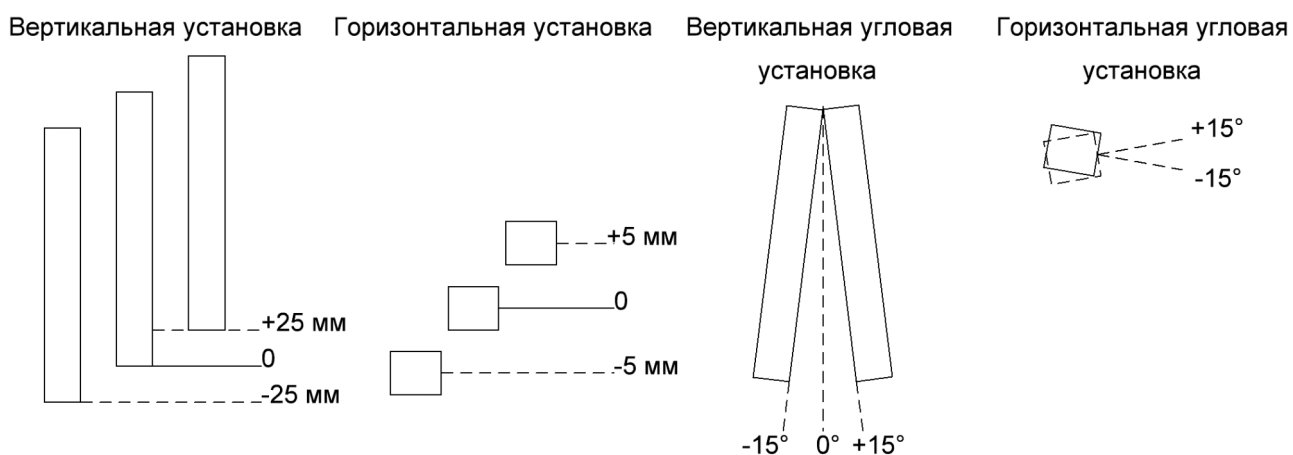 Вертикальная установка
Горизонтальная установка
Вертикальная угловая
установка
Горизонтальная угловая
установка
+25 мм
0
-25 мм
+5 мм
0
-5 мм
-15° 0° +15°
+15°
-15°